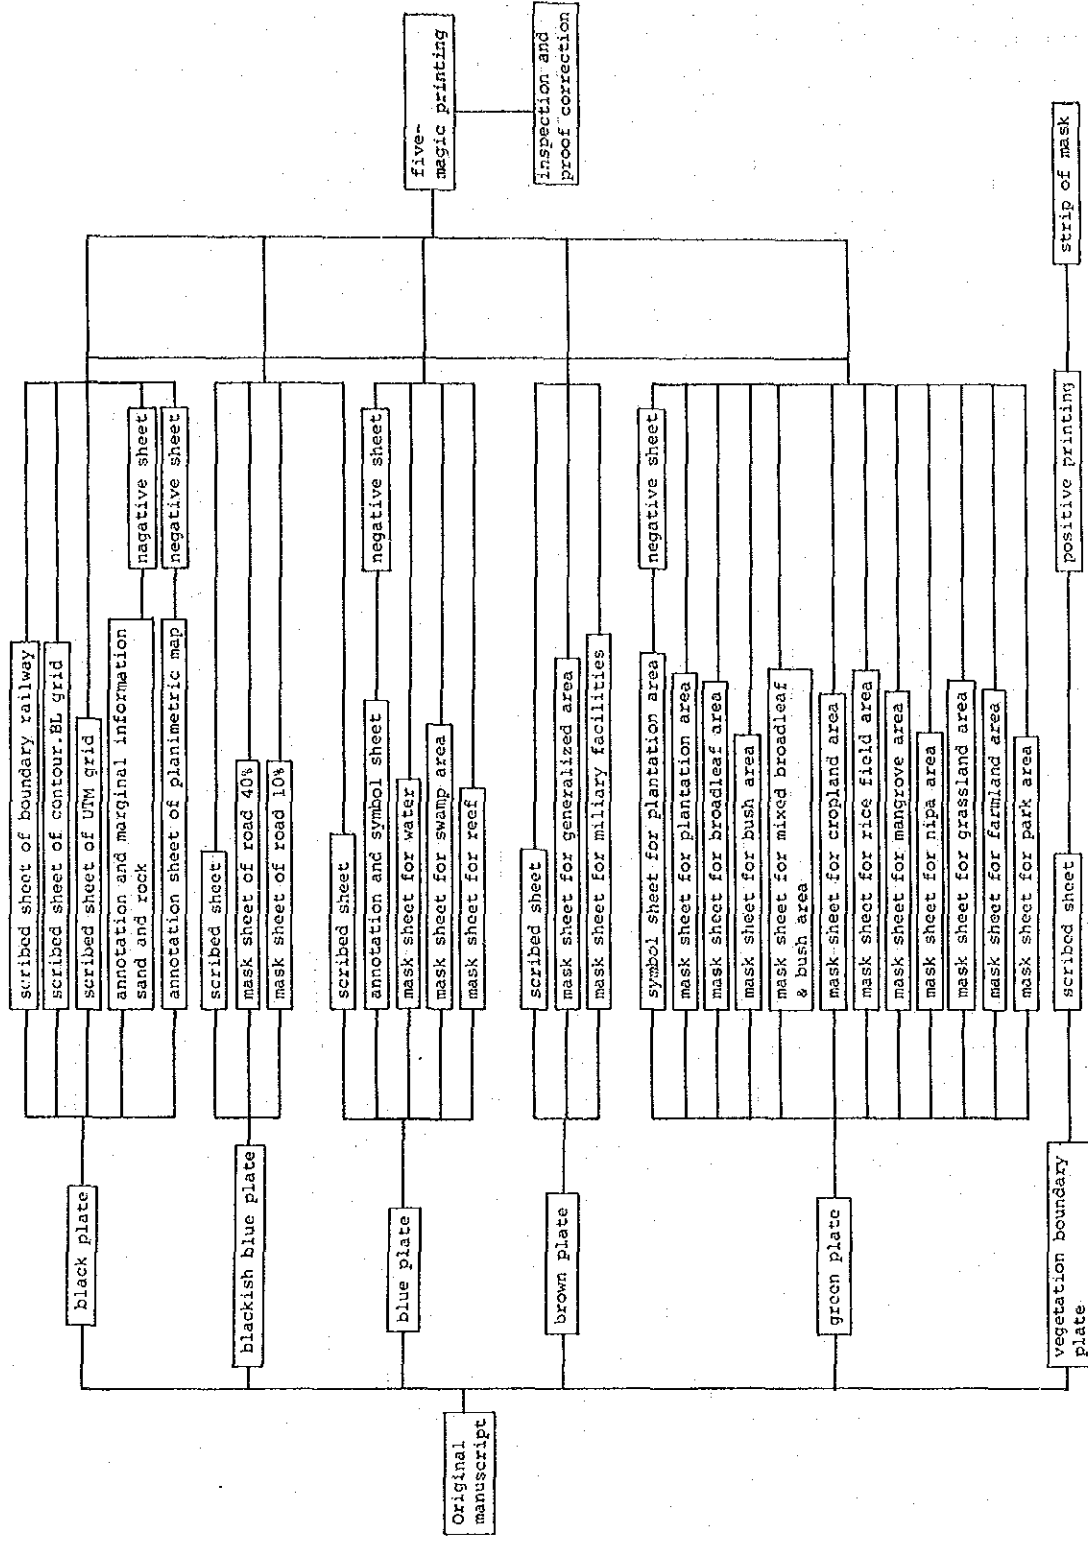 Original
manuscript
black plate
blackish blue plate
blue plate
brown plate
green plate
vegetation boundary
plate
scribed sheet of boundary railway
scribed sheet of contour.BL grid
scribed sheet of UTM grid
annotation and marginal information
sand and rock
annotation sheet of planimetric map
nagative sheet
negative sheet
scribed sheet
mask sheet of road 40%
mask sheet of road 10%
scribed sheet
annotation and symbol sheet
negative sheet
mask sheet for water
mask sheet for swamp area
mask sheet for reef
scribed sheet
mask sheet for generalized area
mask sheet for miliary facilities
symbol sheet for plantation area
negative sheet
mask sheet for plantation area
mask sheet for broadleaf area
mask sheet for bush area
mask sheet for mixed broadleaf
& bush area
mask sheet for cropland area
mask sheet for rice field area
mask sheet for mangrove area
mask sheet for nipa area
mask sheet for grassland area
mask sheet for farmland area
mask sheet for park area
scribed sheet
positive printing
strip of mask
five-
magic printing
inspection and
proof correction